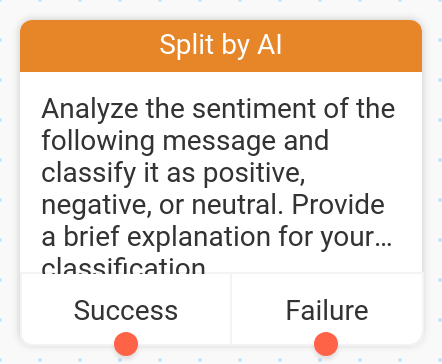 Split by AI
Analyze the sentiment of the
following message and
classify it as positive,
negative, or neutral. Provide
a brief explanation for your...
classification
Success
Failure